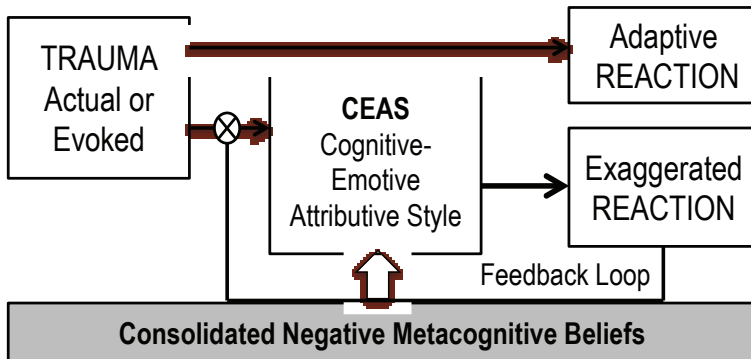 TRAUMA
Actual or
Evoked
Adaptive
REACTION
CEAS
Cognitive-
Emotive
Attributive Style
Exaggerated
REACTION
Feedback Loop
Consolidated Negative Metacognitive Beliefs